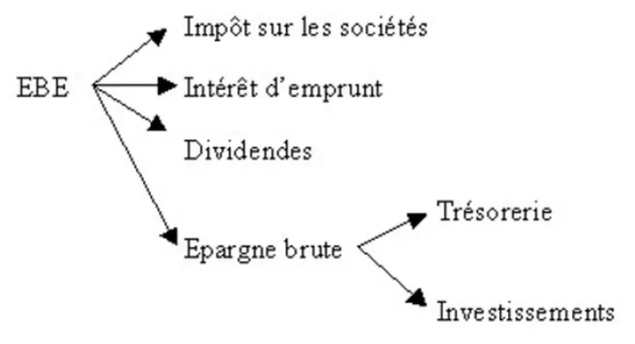 Impôt sur les sociétés
EBE
Intérêt d'emprunt
Dividendes
Trésorerie
Epargne brute
Investissements